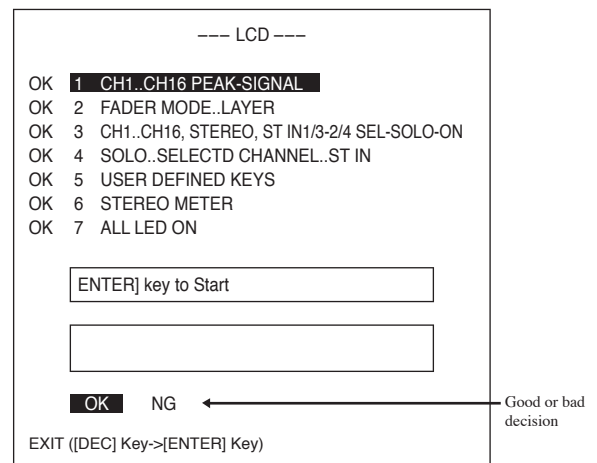 ––– LCD –––
OK 1 CH1..CH16 PEAK-SIGNAL
OK 2 FADER MODE..LAYER
OK 3 CH1..CH16, STEREO, ST IN1/3-2/4 SEL-SOLO-ON
OK 4 SOLO..SELECTD CHANNEL..ST IN
OK 5 USER DEFINED KEYS
OK 6 STEREO METER
OK 7 ALL LED ON
ENTER] key to Start
OK NG
Good or bad
decision
EXIT ([DEC] Key->[ENTER] Key)